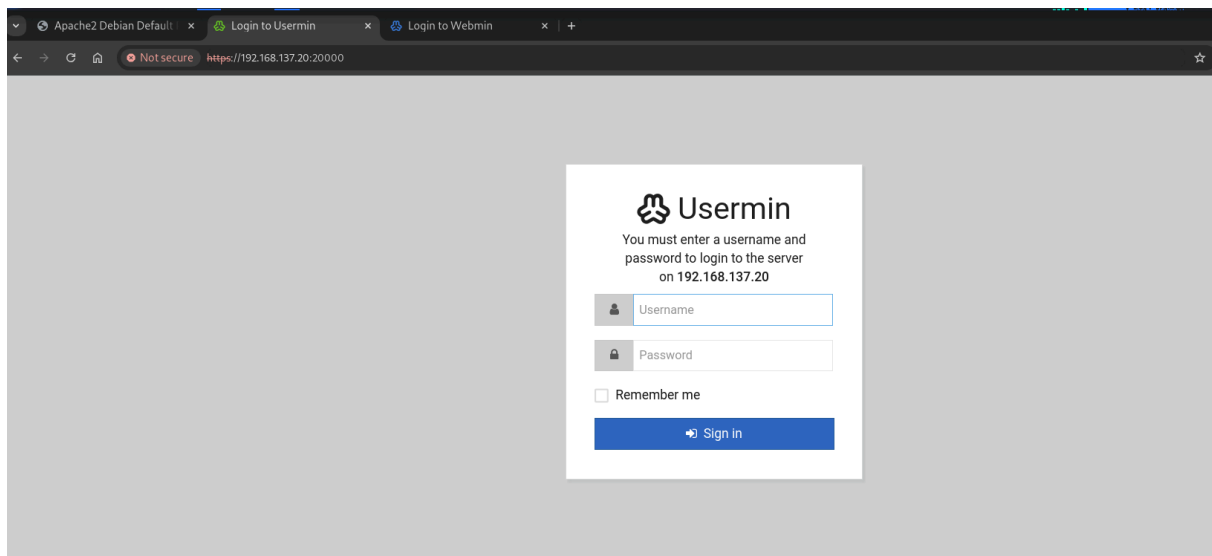 Apache2 Debian Default
Login to Usermin
Login to Webmin
Not secure https://192.168.137.20:20000
Usermin
You must enter a username and
password to login to the server
on 192.168.137.20
Username
Password
Remember me
Sign in